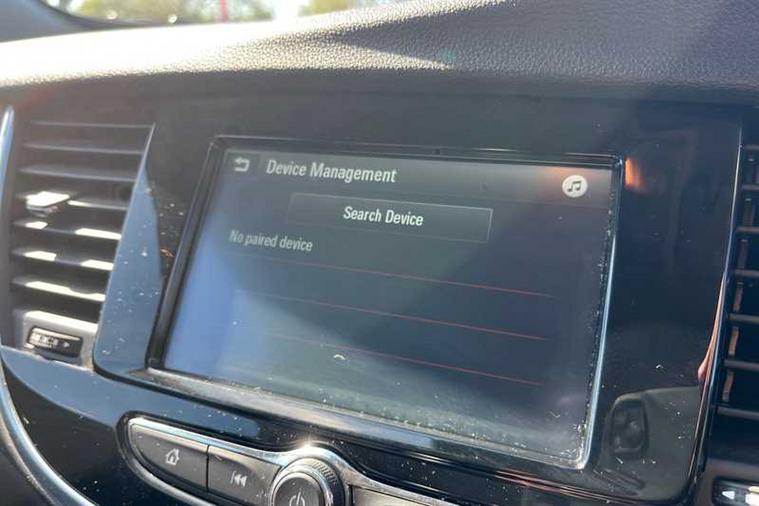 Device Management
Search Device
No paired device